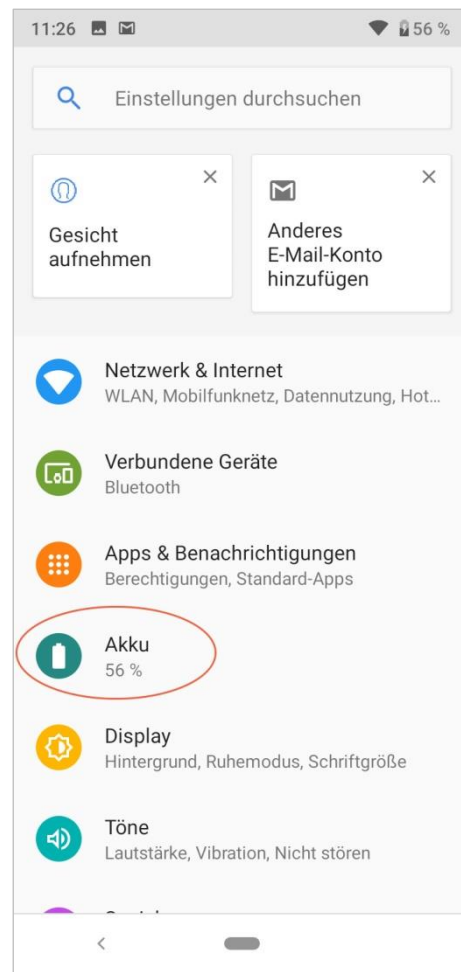 11:26 56 %
Einstellungen durchsuchen
Gesicht
aufnehmen
Anderes
E-Mail-Konto
hinzufügen
Netzwerk & Internet
WLAN, Mobilfunknetz, Datennutzung, Hot...
Verbundene Geräte
Bluetooth
Apps & Benachrichtigungen
Berechtigungen, Standard-Apps
Akku
56 %
Display
Hintergrund, Ruhemodus, Schriftgröße
Töne
Lautstärke, Vibration, Nicht stören